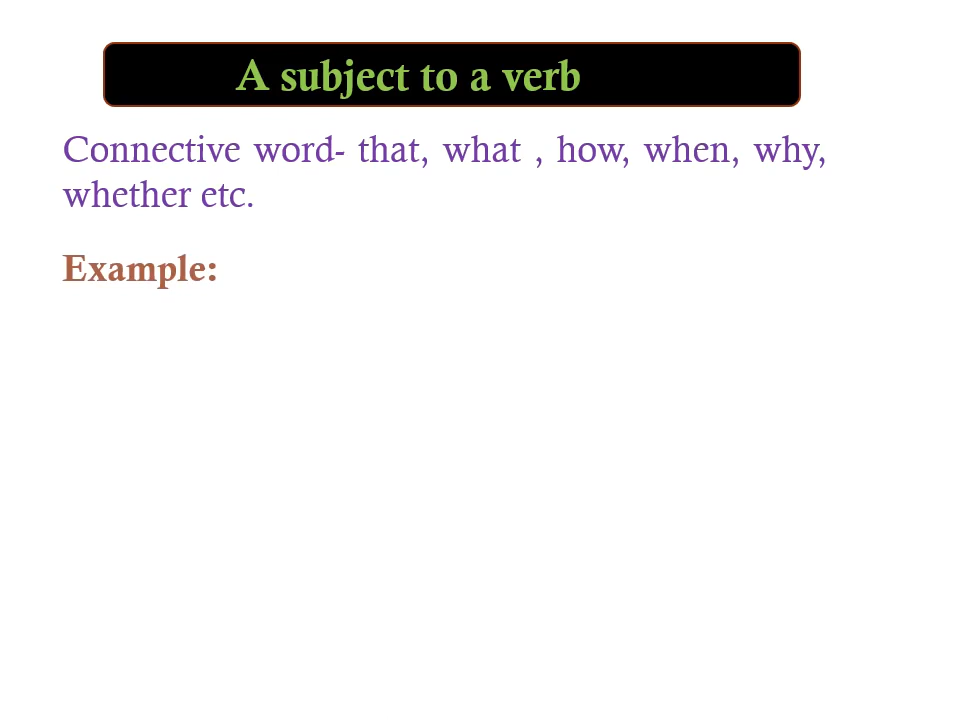 A subject to a verb
Connective word- that, what , how, when, why,
whether etc.
Example: